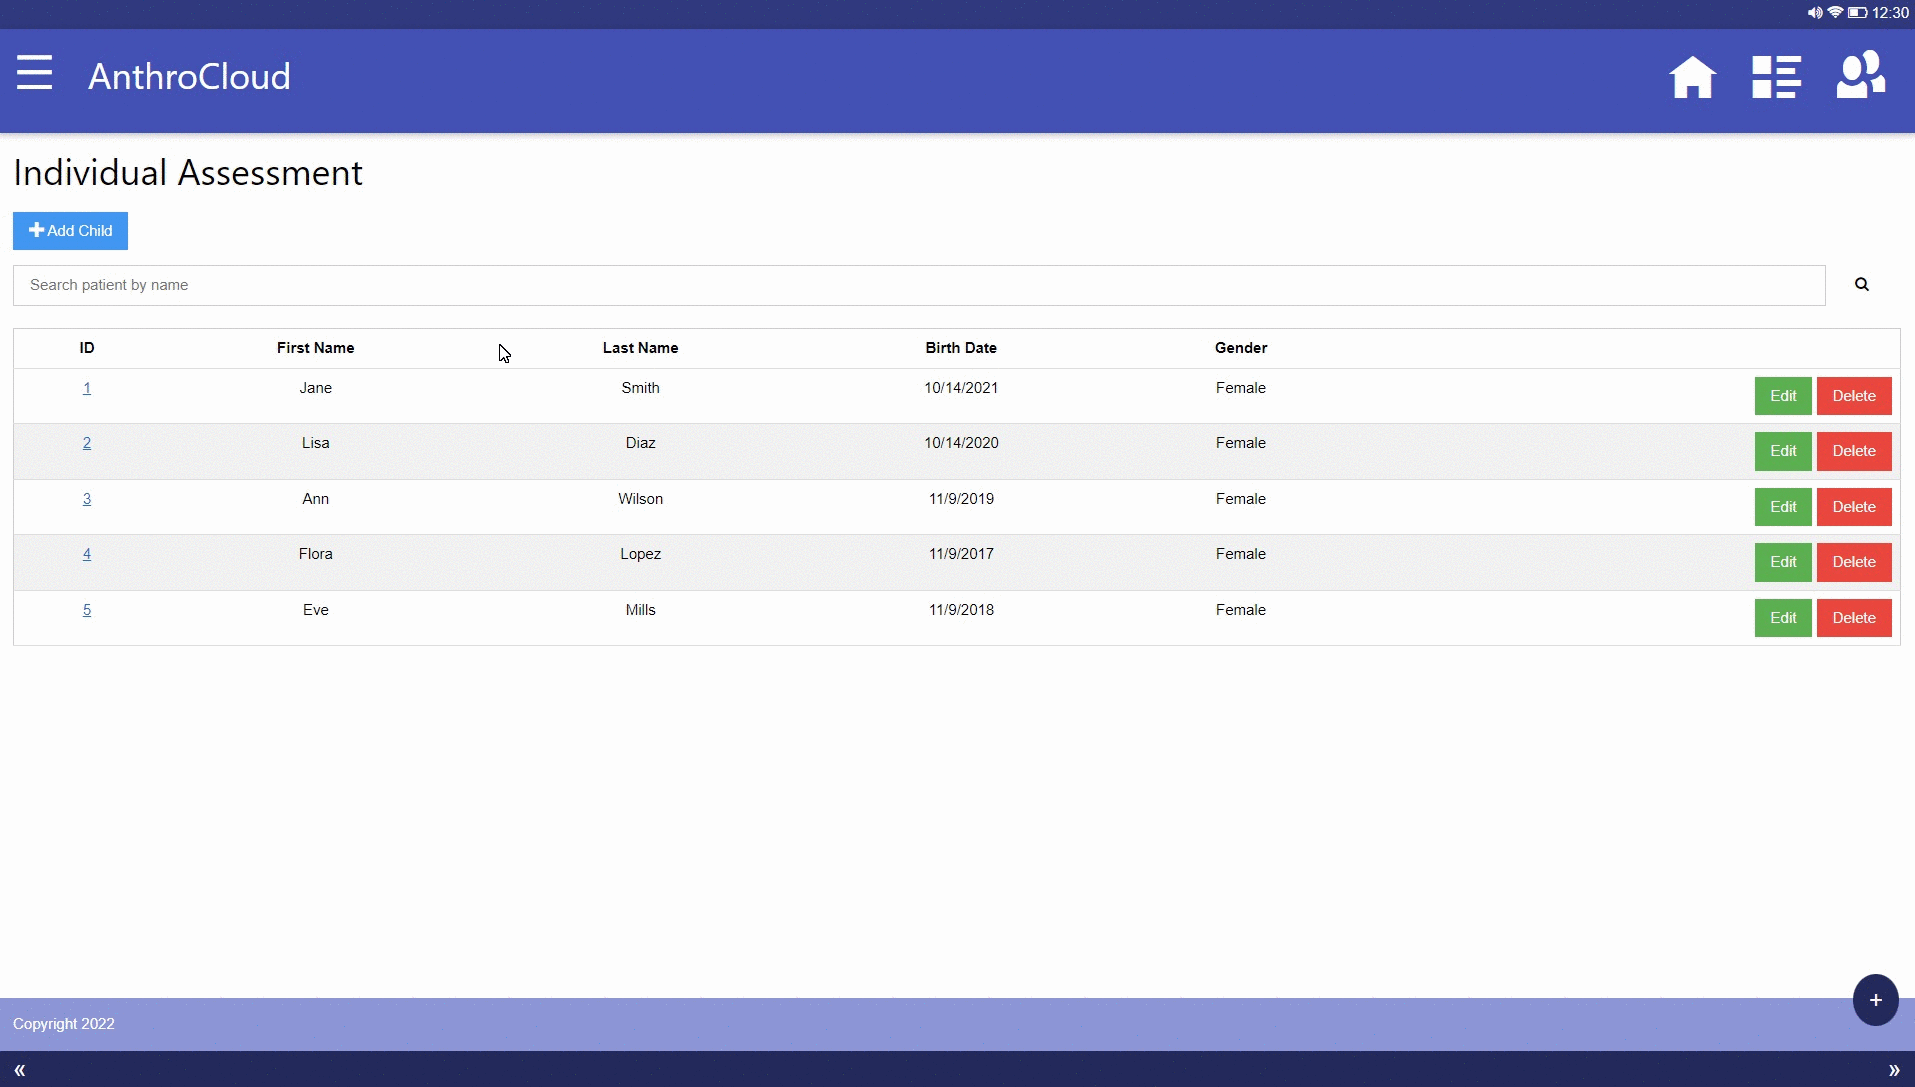 12:30
AnthroCloud
Individual Assessment
Add Child
Search patient by name
ID First Name Last Name Birth Date Gender
1 Jane Smith 10/14/2021 Female Edit Delete
2 Lisa Diaz 10/14/2020 Female Edit Delete
3 Ann Wilson 11/9/2019 Female Edit Delete
4 Flora Lopez 11/9/2017 Female Edit Delete
5 Eve Mills 11/9/2018 Female Edit Delete
+
Copyright 2022
« »